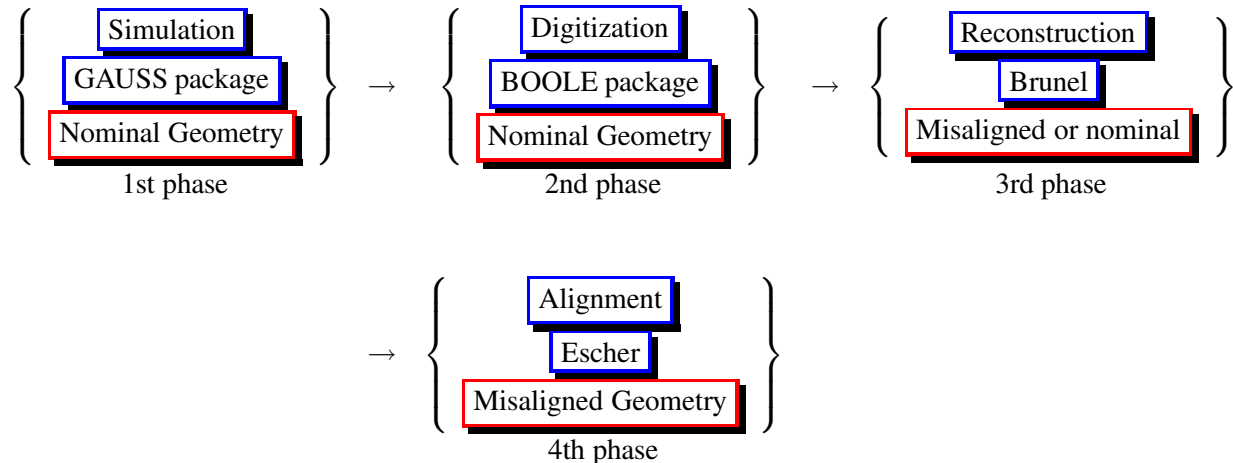 Simulation
GAUSS package
Nominal Geometry
1st phase
→
Digitization
BOOLE package
Nominal Geometry
2nd phase
→
Reconstruction
Brunel
Misaligned or nominal
3rd phase
→
Alignment
Escher
Misaligned Geometry
4th phase